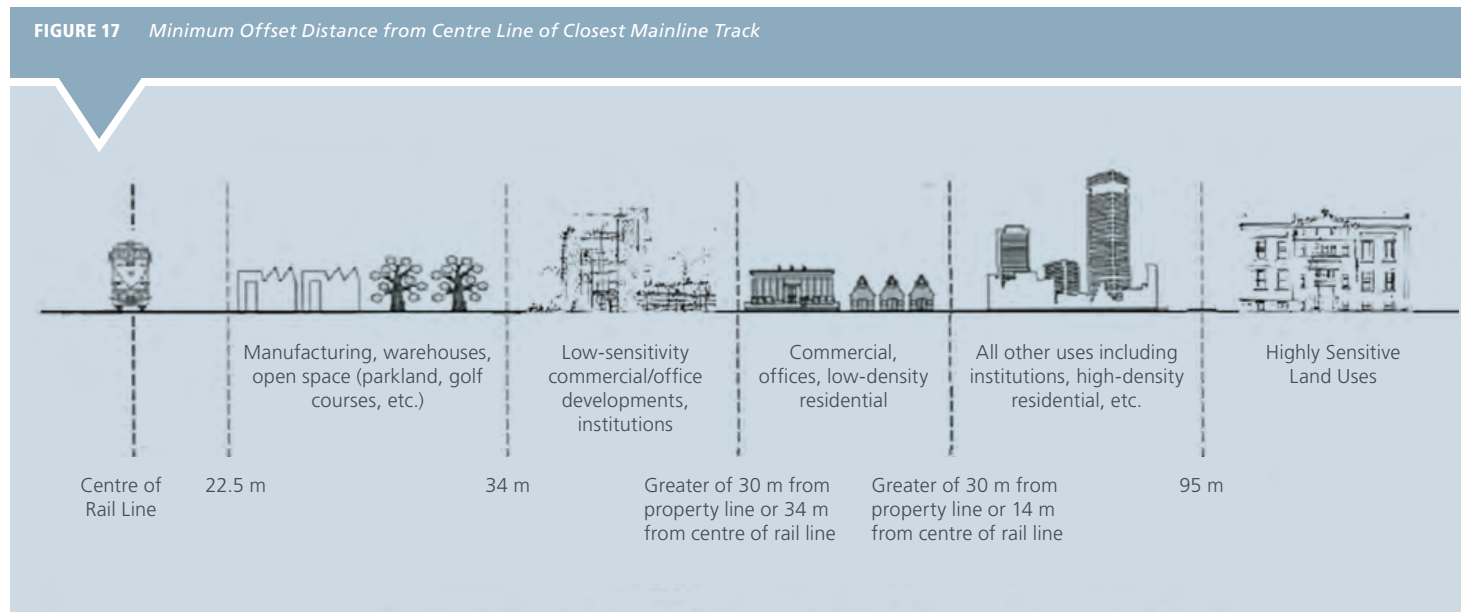 FIGURE 17 Minimum Offset Distance from Centre Line of Closest Mainline Track
Manufacturing, warehouses,
open space (parkland, golf
courses, etc.)
Low-sensitivity
commercial/office
developments,
institutions
Commercial,
offices, low-density
residential
All other uses including
institutions, high-density
residential, etc.
Highly Sensitive
Land Uses
Centre of
Rail Line
22.5 m
34 m
Greater of 30 m from
property line or 34 m
from centre of rail line
Greater of 30 m from
property line or 14 m
from centre of rail line
95 m